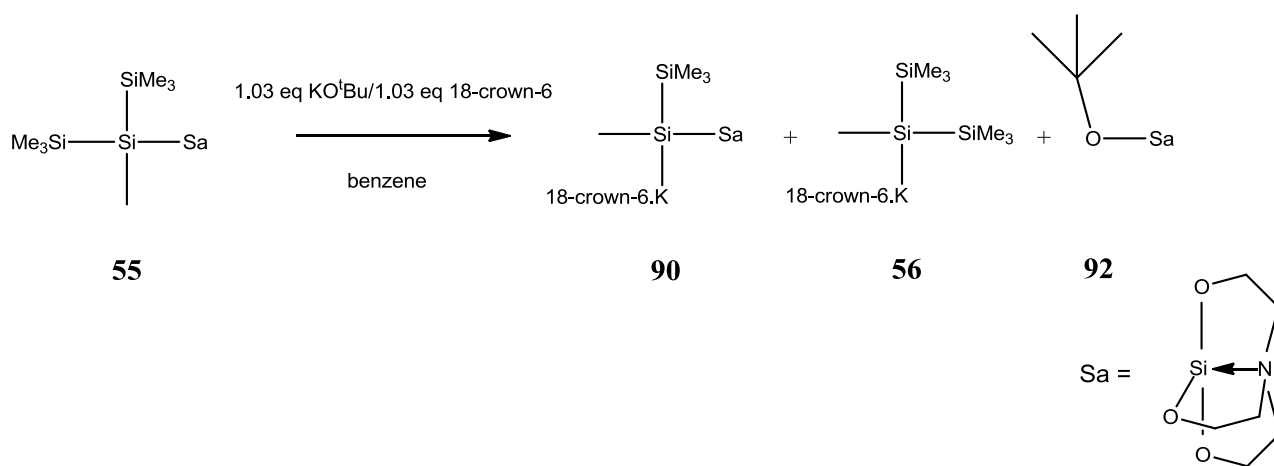 SiMe3
Me3Si Si Sa
1.03 eq KOtBu/1.03 eq 18-crown-6
benzene
SiMe3
Si Sa
18-crown-6.K
+
SiMe3
Si SiMe3
18-crown-6.K
+
O Sa
55
90
56
92
Sa =
O
Si N
O
O